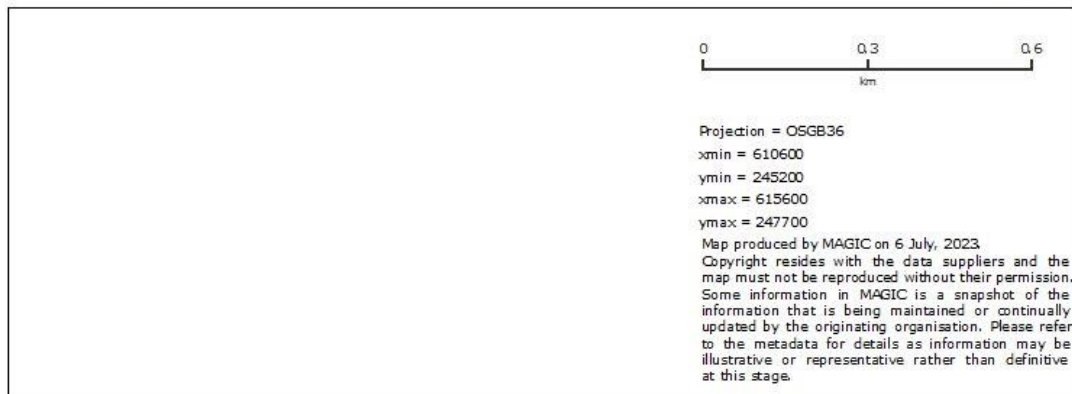 0 0.3 0.6
km
Projection = OSGB36
xmin = 610600
ymin = 245200
xmax = 615600
ymax = 247700
Map produced by MAGIC on 6 July, 2023.
Copyright resides with the data suppliers and the
map must not be reproduced without their permission.
Some information in MAGIC is a snapshot of the
information that is being maintained or continually
updated by the originating organisation. Please refer
to the metadata for details as information may be
illustrative or representative rather than definitive
at this stage.